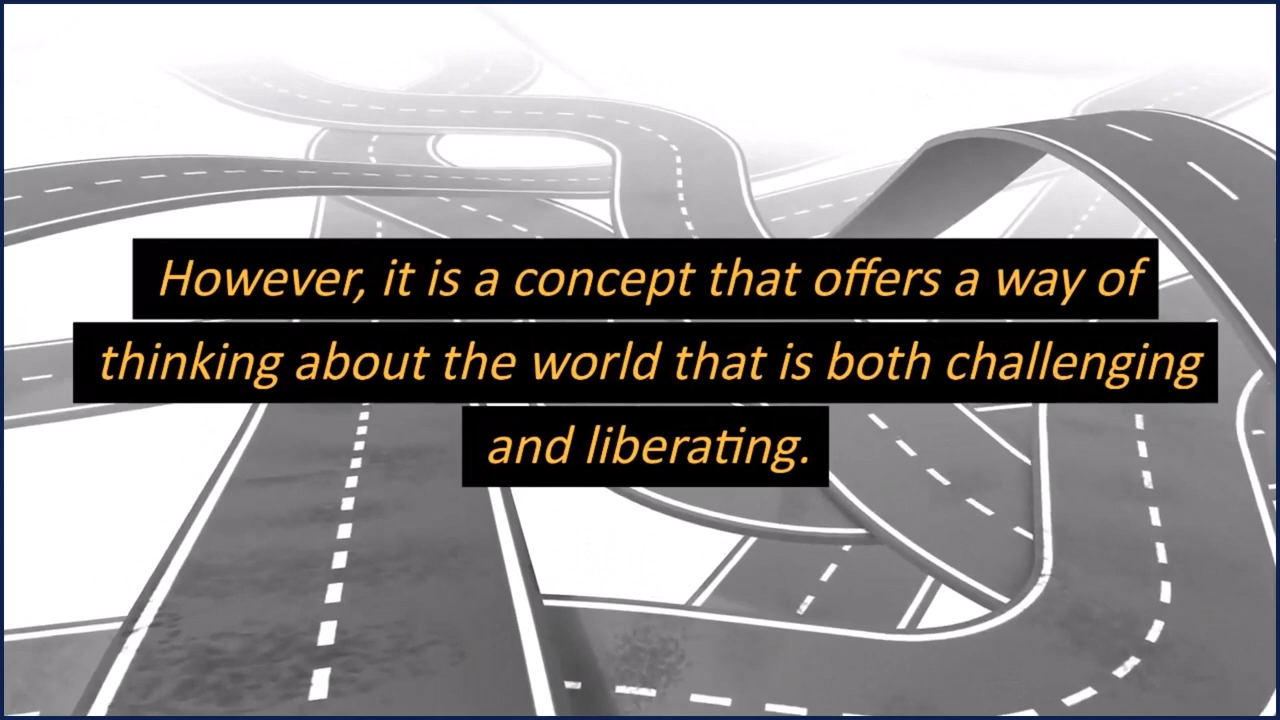 However, it is a concept that offers a way of
thinking about the world that is both challenging
and liberating.